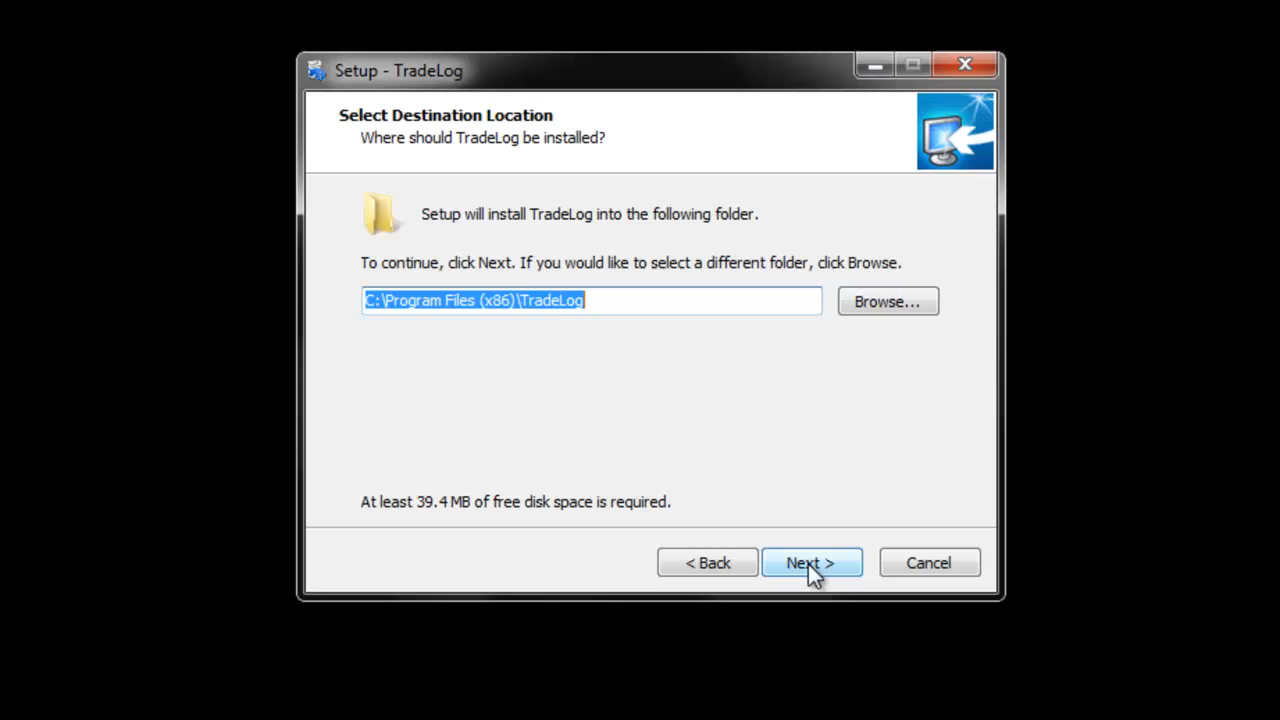 Setup - TradeLog
Select Destination Location
Where should TradeLog be installed?
Setup will install TradeLog into the following folder.
To continue, click Next. If you would like to select a different folder, click Browse.
C:\Program Files (x86)\TradeLog
Browse...
At least 39.4 MB of free disk space is required.
< Back
Next >
Cancel